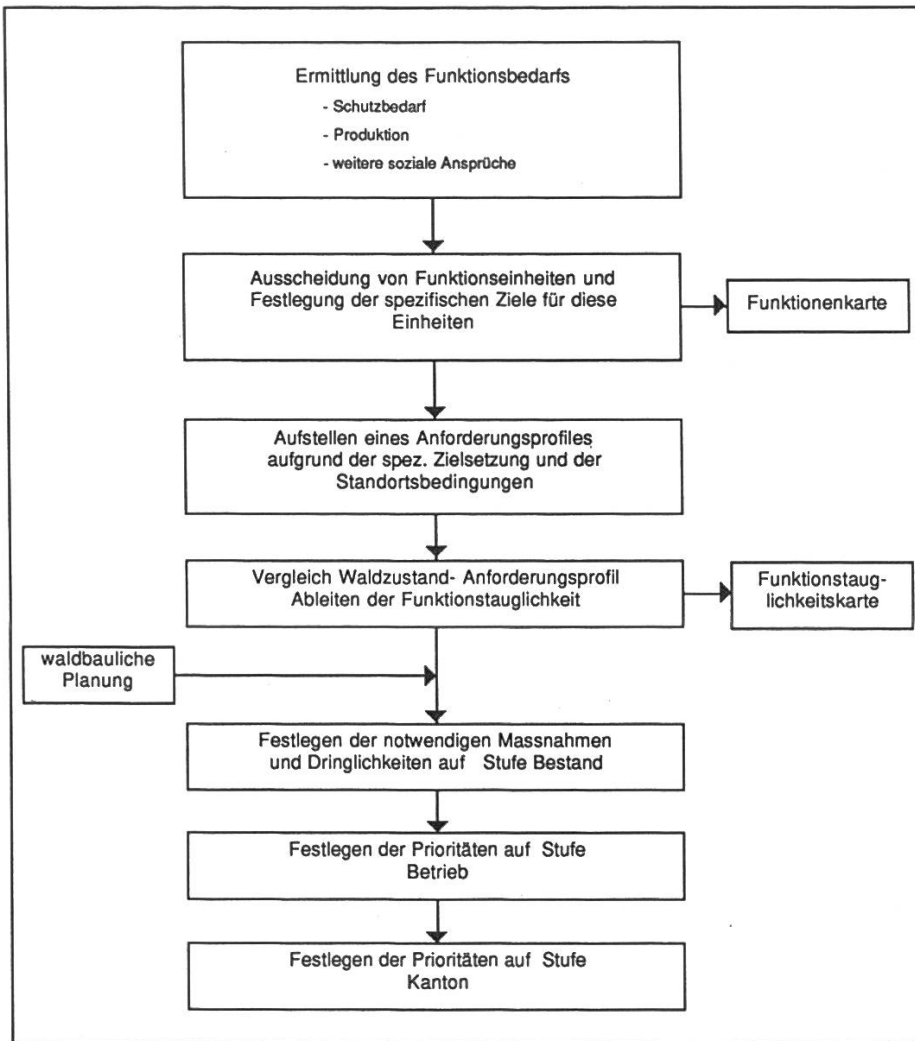 Ermittlung des Funktionsbedarfs
- Schutzbedarf
- Produktion
- weitere soziale Ansprüche
Ausscheidung von Funktionseinheiten und
Festlegung der spezifischen Ziele für diese
Einheiten
Funktionenkarte
Aufstellen eines Anforderungsprofiles
aufgrund der spez. Zielsetzung und der
Standortsbedingungen
Vergleich Waldzustand- Anforderungsprofil
Ableiten der Funktionstauglichkeit
Funktionstaug-
lichkeitskarte
waldbauliche
Planung
Festlegen der notwendigen Massnahmen
und Dringlichkeiten auf Stufe Bestand
Festlegen der Prioritäten auf Stufe
Betrieb
Festlegen der Prioritäten auf Stufe
Kanton